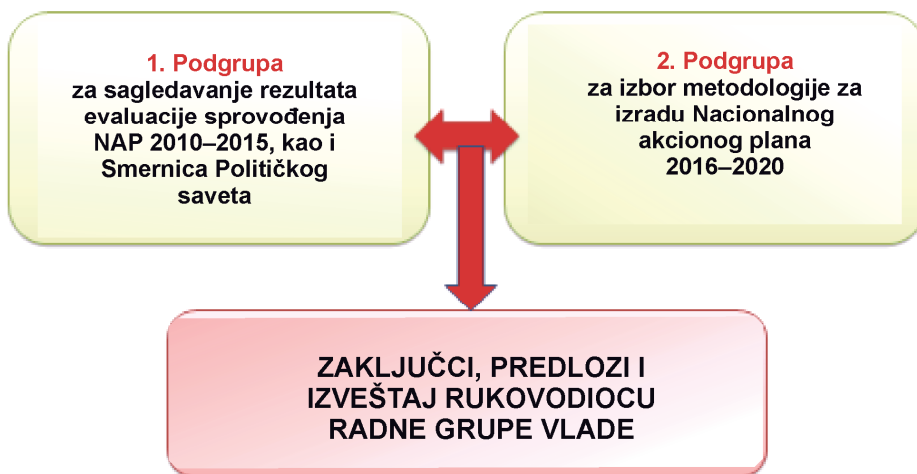 1. Podgrupa
za sagledavanje rezultata
evaluacije sprovođenja
NAP 2010–2015, kao i
Smernica Političkog
saveta
2. Podgrupa
za izbor metodologije za
izradu Nacionalnog
akcionog plana
2016–2020
ZAKLJUČCI, PREDLOZI I
IZVEŠTAJ RUKOVODIOCU
RADNE GRUPE VLADE